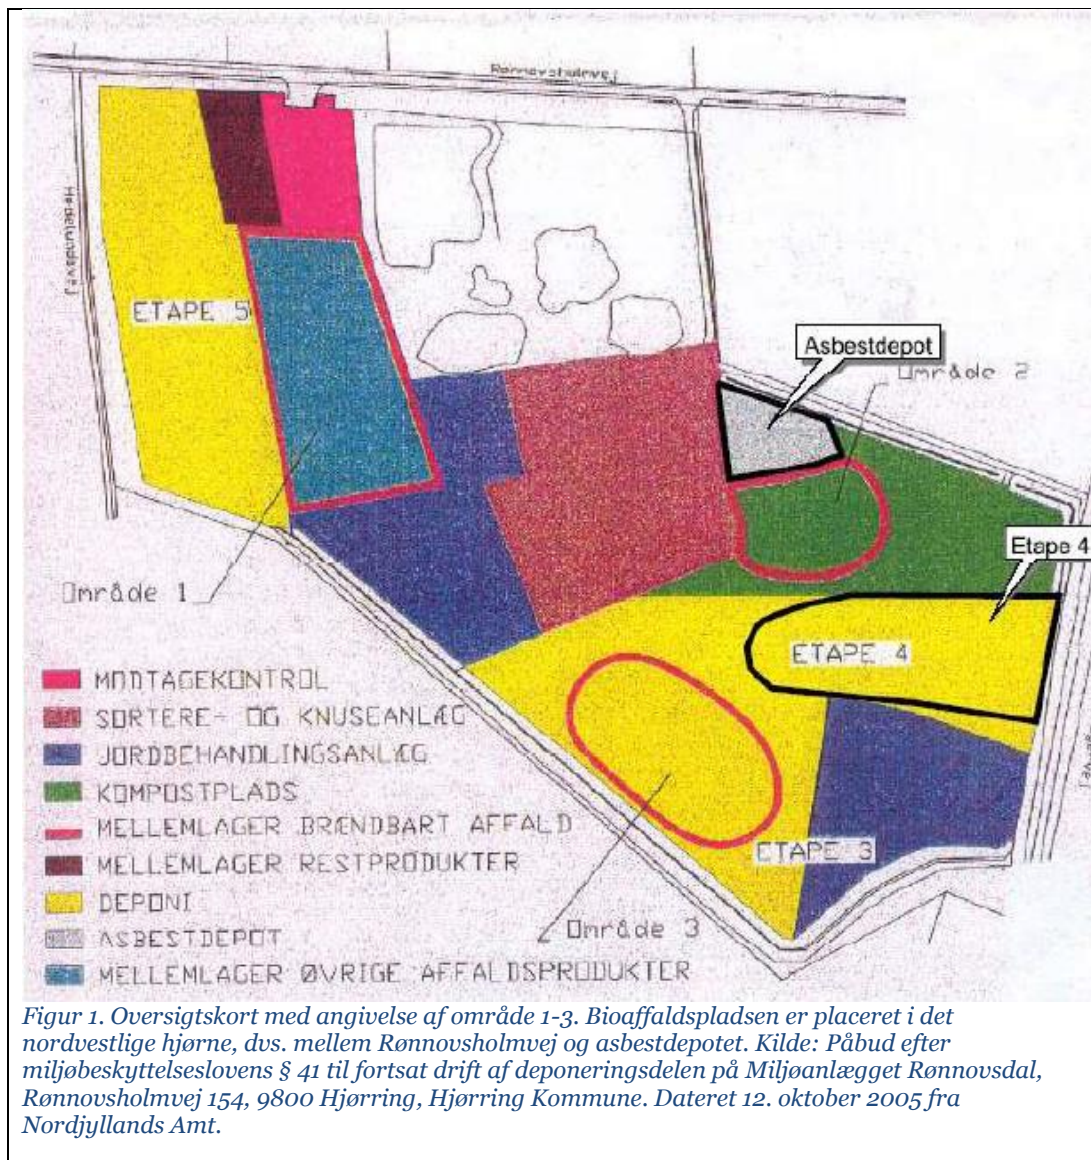 Rønnovsholmvej
ETAPE 5
Asbestdepot
Område 2
Etape 4
Område 1
ETAPE 4
MODTAGEKONTROL
SORTERE- OG KNUSEANLÆG
JORDBEHANDLINGSANLÆG
KOMPOSTPLADS
MELLEMLAGER BRÆNDBART AFFALD
ETAPE 3
MELLEMLAGER RESTPRODUKTER
DEPONI
Område 3
ASBESTDEPOT
MELLEMLAGER ØVRIGE AFFALDSPRODUKTER
Figur 1. Oversigtskort med angivelse af område 1-3. Bioaffaldspladsen er placeret i det
nordvestlige hjørne, dvs. mellem Rønnovsholmvej og asbestdepotet. Kilde: Påbud efter
miljøbeskyttelseslovens § 41 til fortsat drift af deponeringsdelen på Miljøanlægget Rønnovsdal,
Rønnovsholmvej 154, 9800 Hjørring, Hjørring Kommune. Dateret 12. oktober 2005 fra
Nordjyllands Amt.